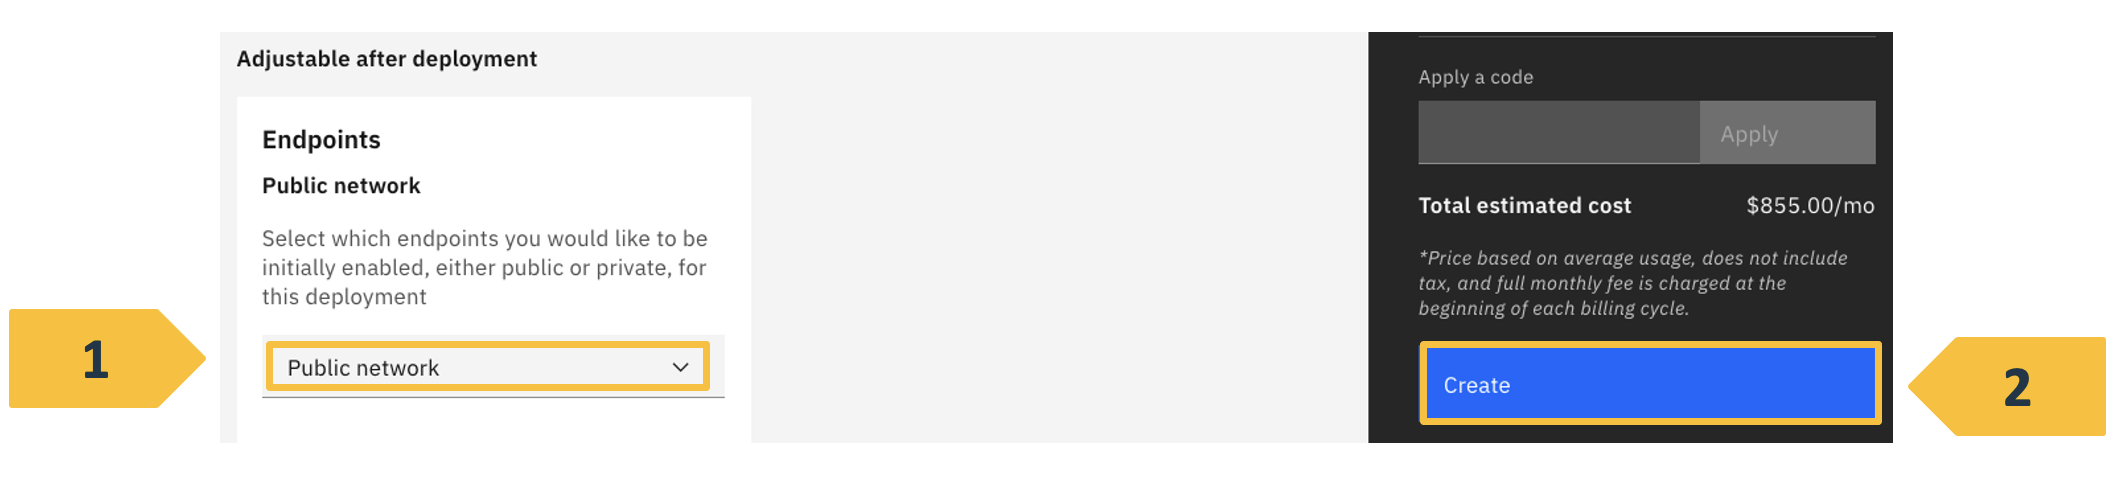 Adjustable after deployment
Endpoints
Public network
Select which endpoints you would like to be
initially enabled, either public or private, for
this deployment
1
Public network
Apply a code
Apply
Total estimated cost $855.00/mo
*Price based on average usage, does not include
tax, and full monthly fee is charged at the
beginning of each billing cycle.
Create
2